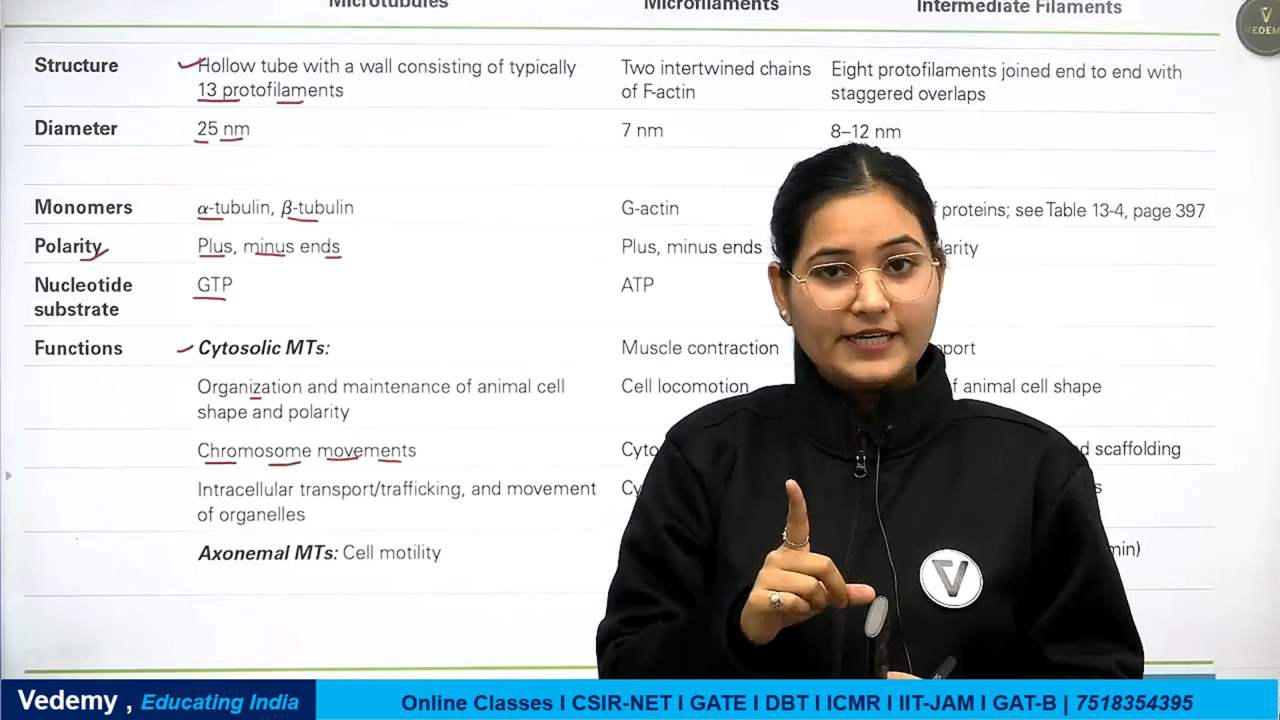 Microtubules Microfilaments Intermediate Filaments
VEDEM
Structure Hollow tube with a wall consisting of typically Two intertwined chains Eight protofilaments joined end to end with
13 protofilaments of F-actin staggered overlaps
Diameter 25 nm 7 nm 8–12 nm
Monomers α-tubulin, β-tubulin G-actin proteins; see Table 13-4, page 397
Polarity Plus, minus ends Plus, minus ends
Nucleotide GTP ATP
substrate
Functions Cytosolic MTs: Muscle contraction
Organization and maintenance of animal cell Cell locomotion of animal cell shape
shape and polarity
Chromosome movements scaffolding
Intracellular transport/trafficking, and movement
of organelles
Axonemal MTs: Cell motility
Vedemy , Educating India Online Classes I CSIR-NET I GATE I DBT I ICMR I IIT-JAM I GAT-B | 7518354395